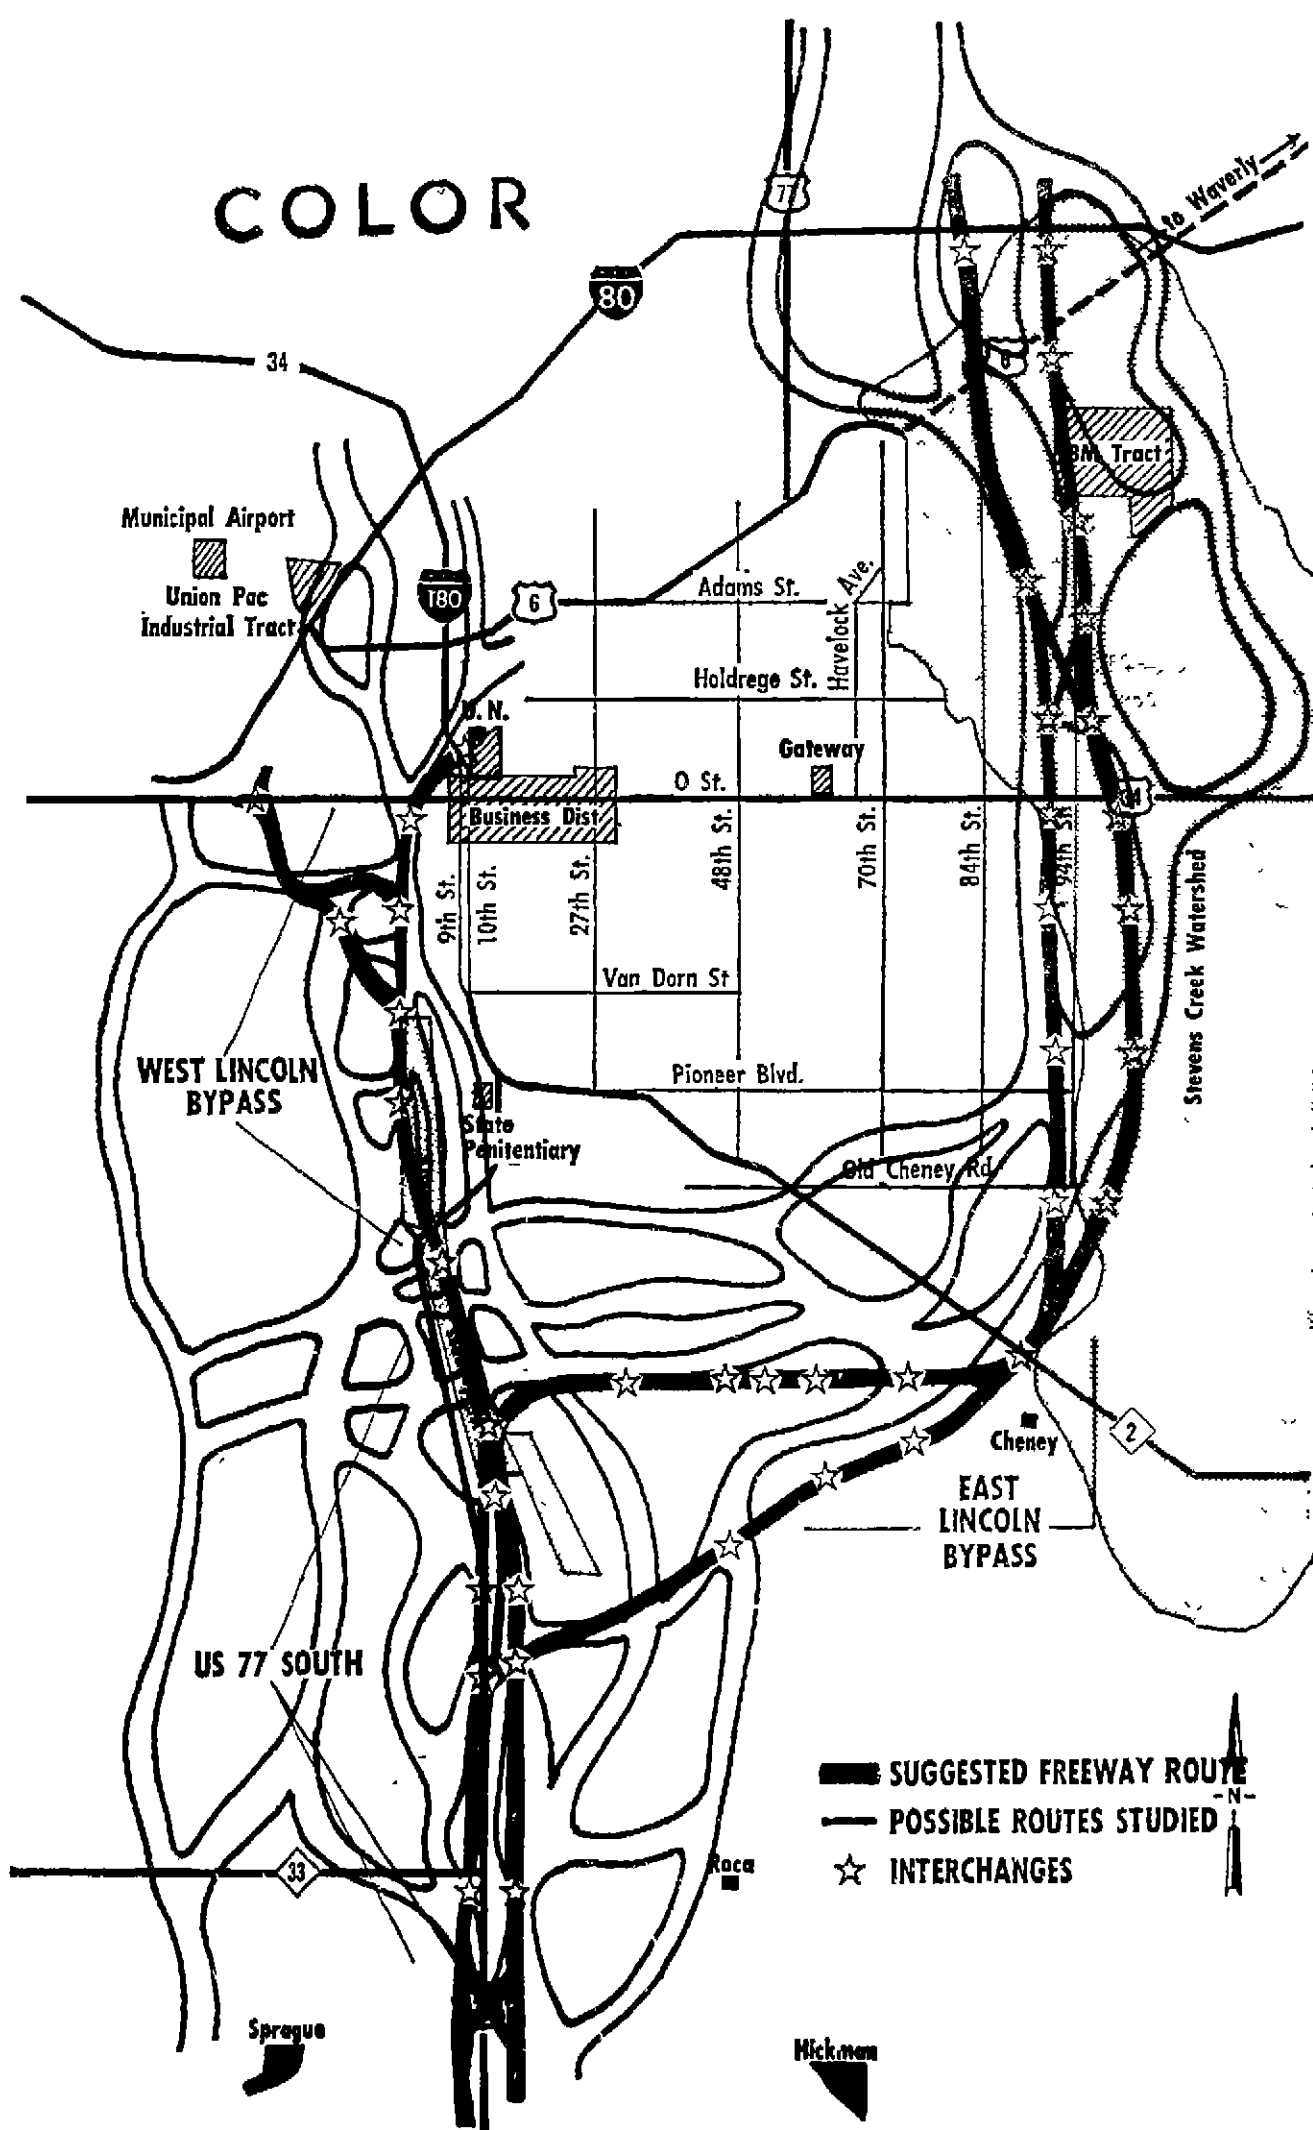 COLOR
77
to Waverly
80
34
6
BM Tract
Municipal Airport
Union Pac
Industrial Tract
180
6
Adams St.
Havelock Ave.
Holdrege St.
U.N.
Gateway
O St.
Business Dist
34
9th St.
10th St.
27th St.
48th St.
70th St.
84th St.
94th St.
Stevens Creek Watershed
Van Dorn St
WEST LINCOLN
BYPASS
Pioneer Blvd.
State
Penitentiary
Old Cheney Rd
2
Cheney
EAST
LINCOLN
BYPASS
US 77 SOUTH
SUGGESTED FREEWAY ROUTE
-N-
POSSIBLE ROUTES STUDIED
INTERCHANGES
33
Roca
Sprague
Hickman